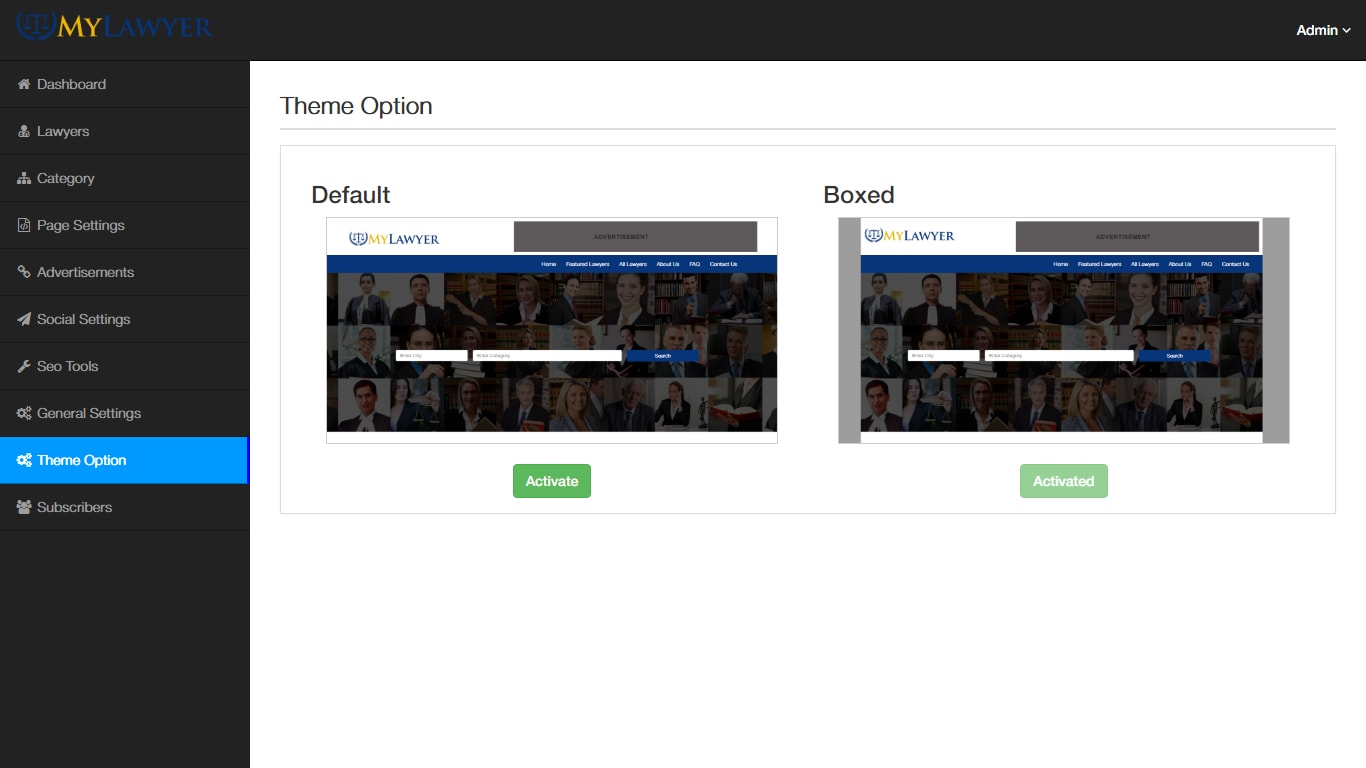 MyLawyer
Admin
Dashboard
Lawyers
Category
Page Settings
Advertisements
Social Settings
Seo Tools
General Settings
Theme Option
Subscribers
Theme Option
Default
MyLawyer
ADVERTISEMENT
Home Featured Lawyers All Lawyers About Us FAQ Contact Us
Enter City Enter Category Search
Activate
Boxed
MyLawyer
ADVERTISEMENT
Home Featured Lawyers All Lawyers About Us FAQ Contact Us
Enter City Enter Category Search
Activated